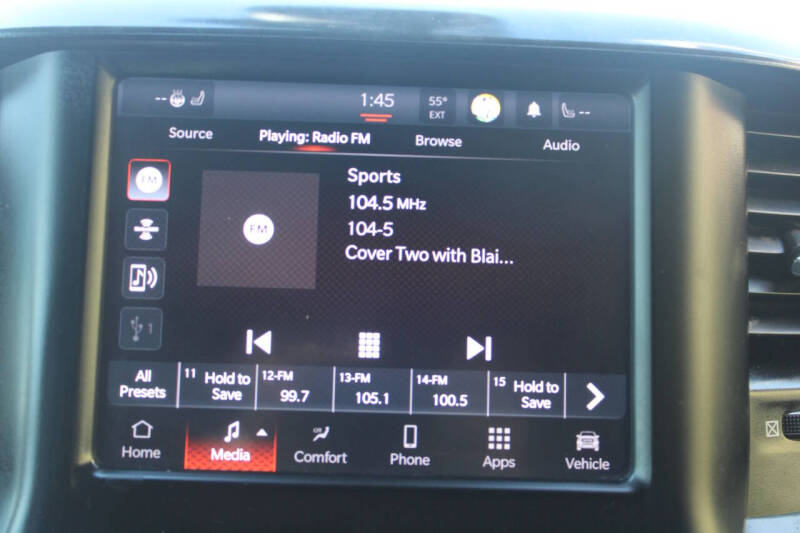 -- 1:45 55° EXT --
Source Playing: Radio FM Browse Audio
FM
Sports
104.5 MHz
FM
104-5
Cover Two with Blai...
1
All Presets
11 Hold to Save
12-FM 99.7
13-FM 105.1
14-FM 100.5
15 Hold to Save
Home Media Comfort Phone Apps Vehicle